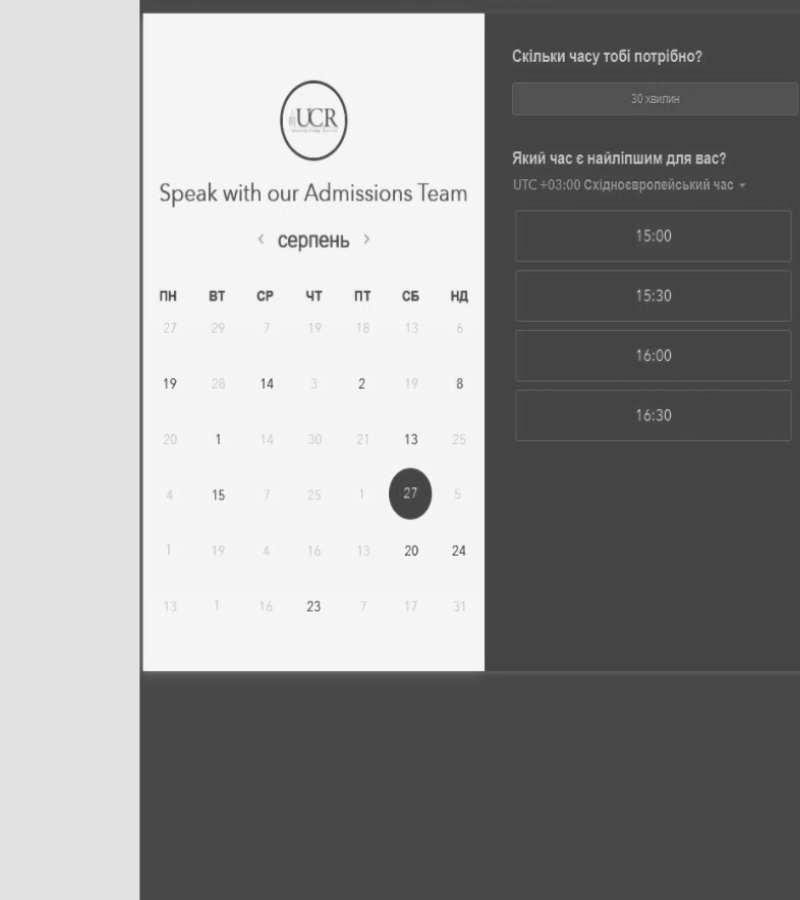 UCR
Speak with our Admissions Team
‹ серпень ›
ПН ВТ СР ЧТ ПТ СБ НД
27 29 7 19 18 13 6
19 28 14 3 2 19 8
20 1 14 30 21 13 25
4 15 7 25 1 27 5
1 19 4 16 13 20 24
13 1 16 23 7 17 31
Скільки часу тобі потрібно?
30 хвилин
Який час є найліпшим для вас?
UTC +03:00 Східноєвропейський час
15:00
15:30
16:00
16:30